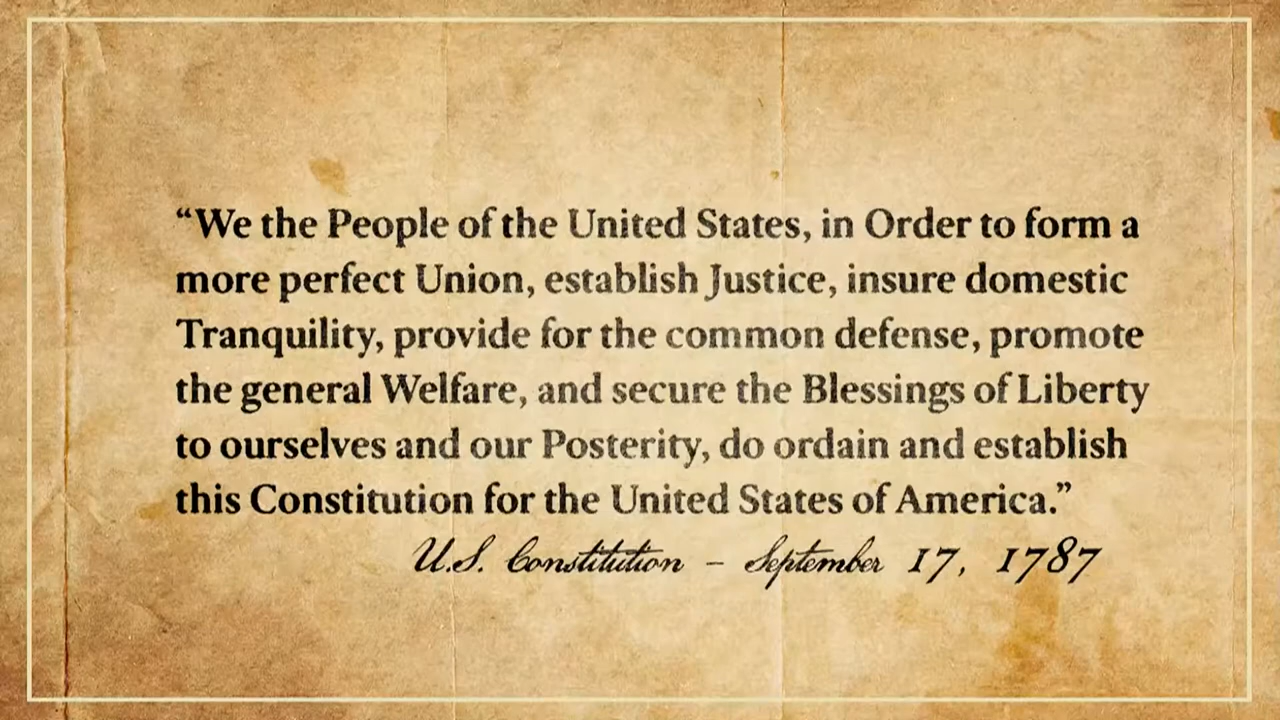 “We the People of the United States, in Order to form a
more perfect Union, establish Justice, insure domestic
Tranquility, provide for the common defense, promote
the general Welfare, and secure the Blessings of Liberty
to ourselves and our Posterity, do ordain and establish
this Constitution for the United States of America.”
U.S. Constitution – September 17, 1787